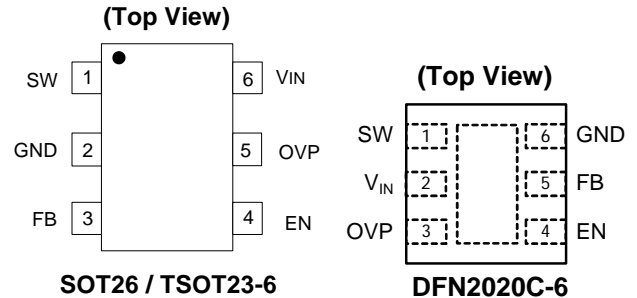 (Top View)
SW 1 6 VIN
GND 2 5 OVP
FB 3 4 EN
SOT26 / TSOT23-6
(Top View)
SW 1 6 GND
VIN 2 5 FB
OVP 3 4 EN
DFN2020C-6